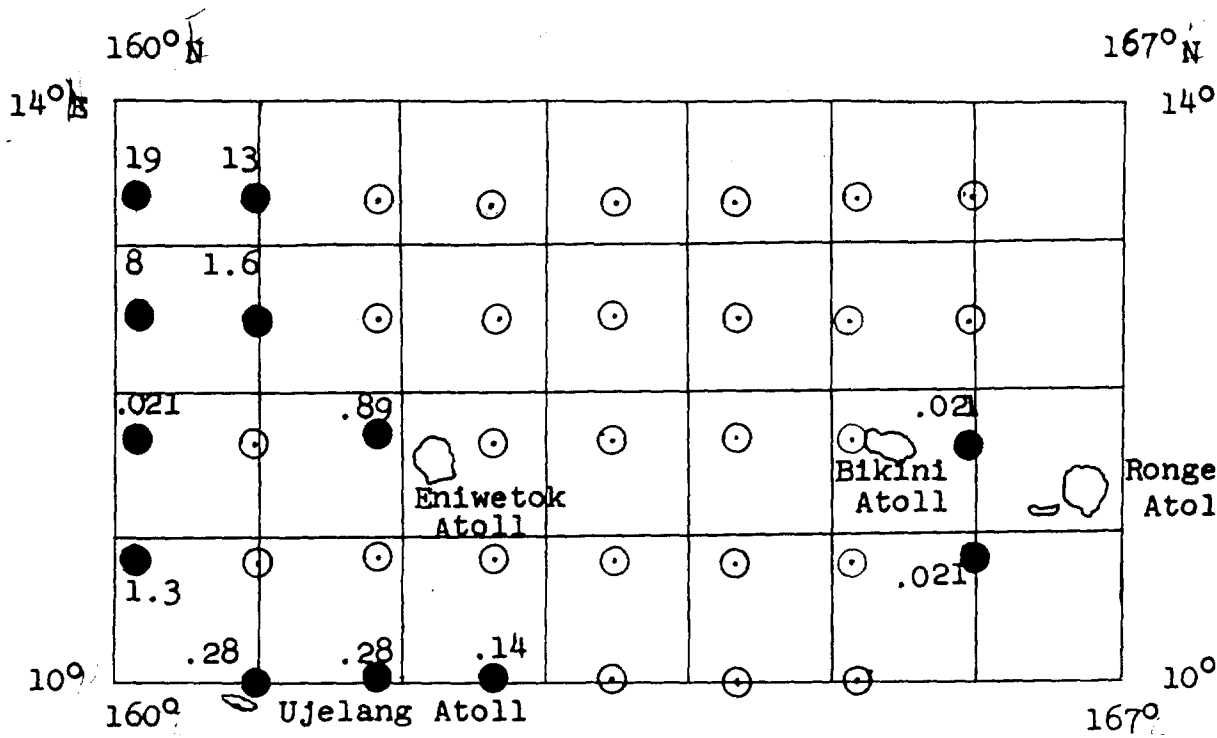 160° N 167° N
14° E 14°
19 13
8 1.6
.021 .89 .021
Bikini Ronge
Eniwetok Atoll Atol
Atoll
1.3 .021
.28 .28 .14
10° 10°
Ujelang Atoll
160° 167°